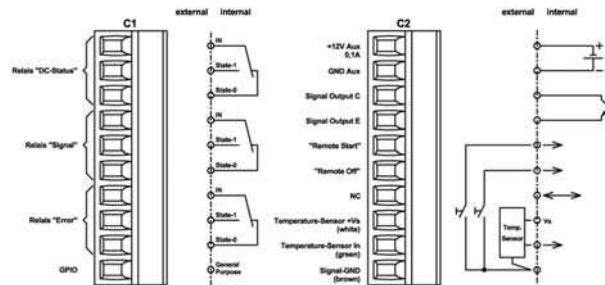 C1
external internal
Relais "DC-Status"
IN
State-1
State-0
Relais "Signal"
IN
State-1
State-0
Relais "Error"
IN
State-1
State-0
GPIO
General
Purpose
C2
external internal
+12V Aux
0,1A
GND Aux
Signal Output C
Signal Output E
"Remote Start"
"Remote Off"
NC
Temperature-Sensor +Vs
(white)
Temperature-Sensor In
(green)
Signal-GND
(brown)
+
−
Temp.
Sensor
Vs